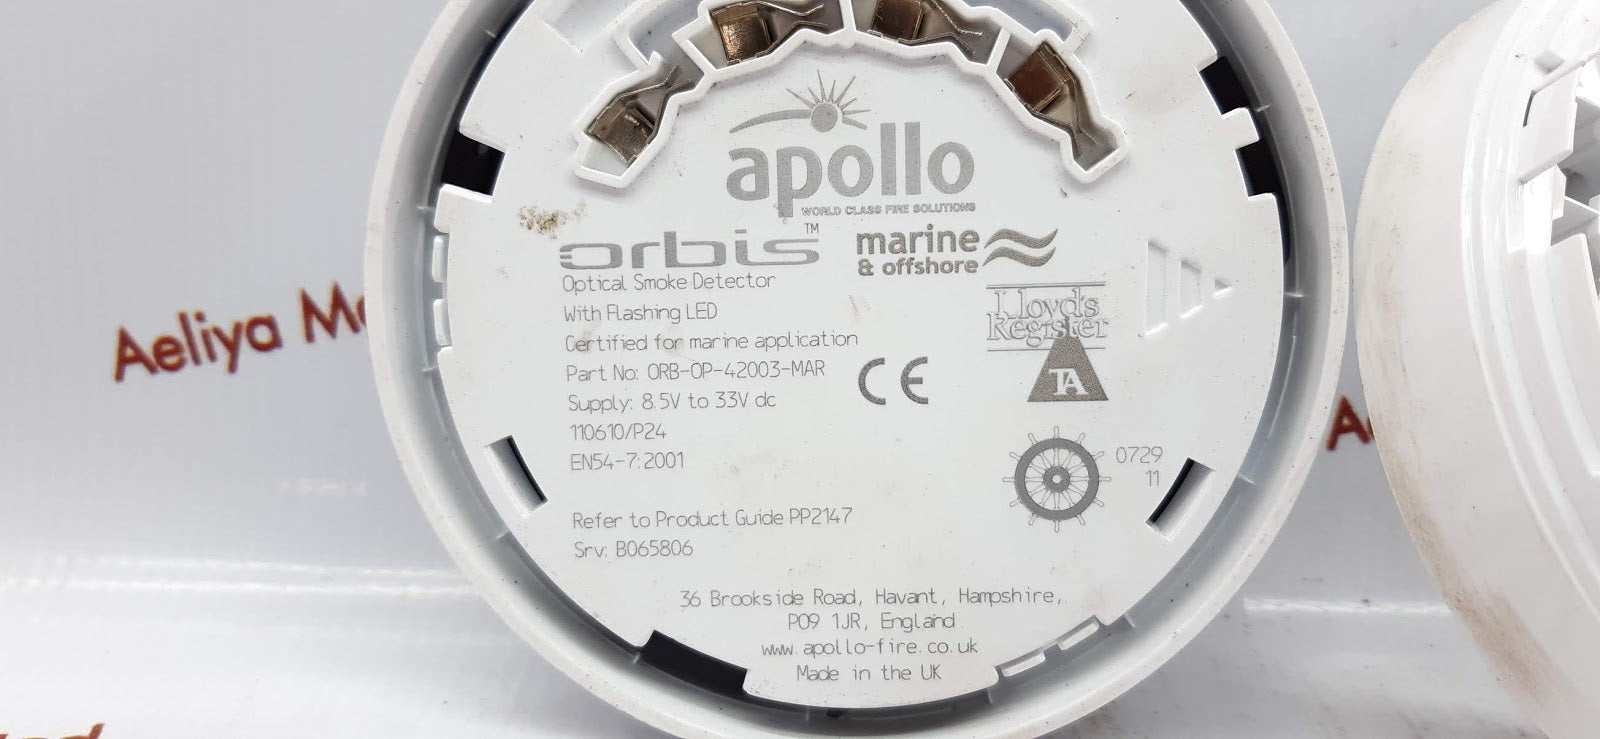 apollo
WORLD CLASS FIRE SOLUTIONS
orbis™
marine
& offshore
Optical Smoke Detector
With Flashing LED
Certified for marine application
Part No: ORB-OP-42003-MAR
Supply: 8.5V to 33V dc
110610/P24
EN54-7:2001
CE
Lloyd's
Register
TA
0729
11
Refer to Product Guide PP2147
Srv: B065806
36 Brookside Road, Havant, Hampshire,
PO9 1JR, England
www.apollo-fire.co.uk
Made in the UK
Aeliya